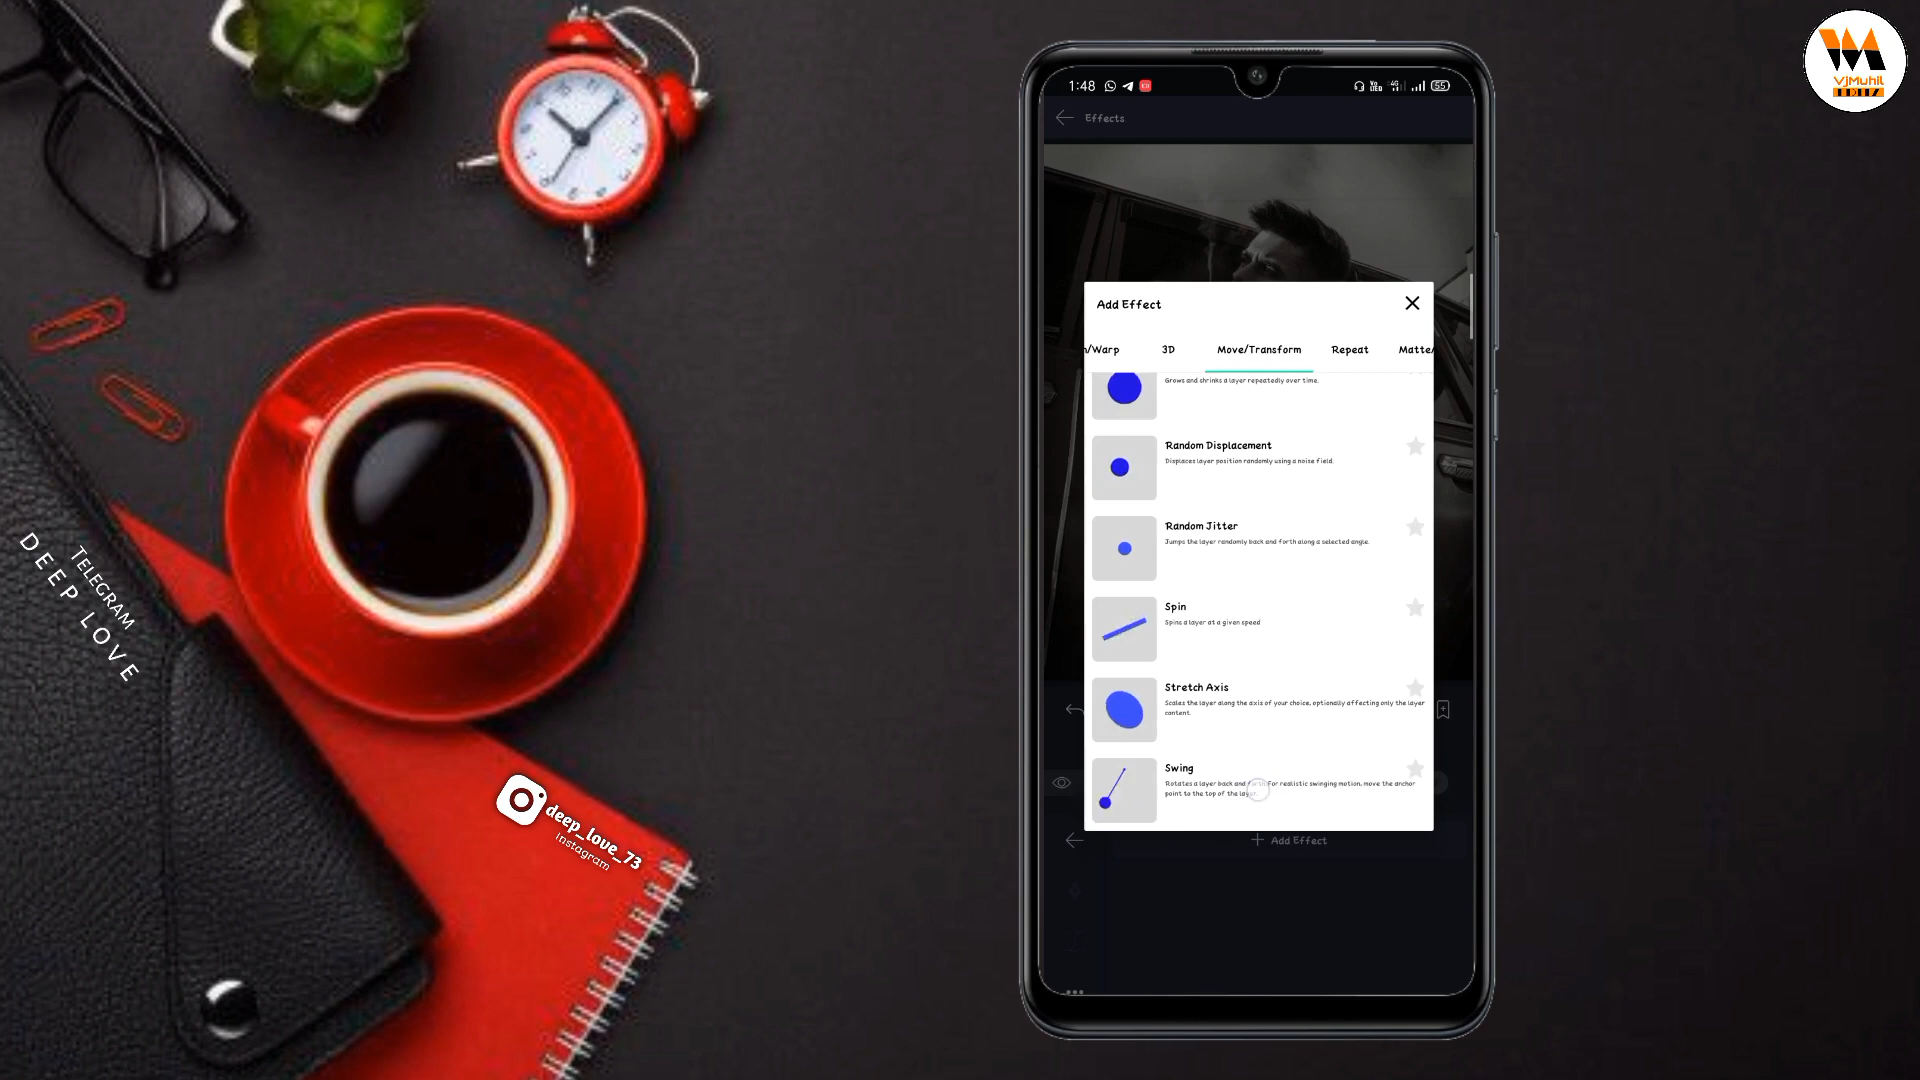 VjMuhil
EDITZ
1:48
55
Effects
Add Effect
n/Warp
3D
Move/Transform
Repeat
Matte/
Grows and shrinks a layer repeatedly over time.
Random Displacement
Displaces layer position randomly using a noise field.
Random Jitter
Jumps the layer randomly back and forth along a selected angle.
Spin
Spins a layer at a given speed
Stretch Axis
Scales the layer along the axis of your choice, optionally affecting only the layer
content
Swing
Rotates a layer back and forth For realistic swinging motion, move the anchor
point to the top of the layer.
Add Effect
TELEGRAM
DEEP LOVE
deep_love_73
Instagram